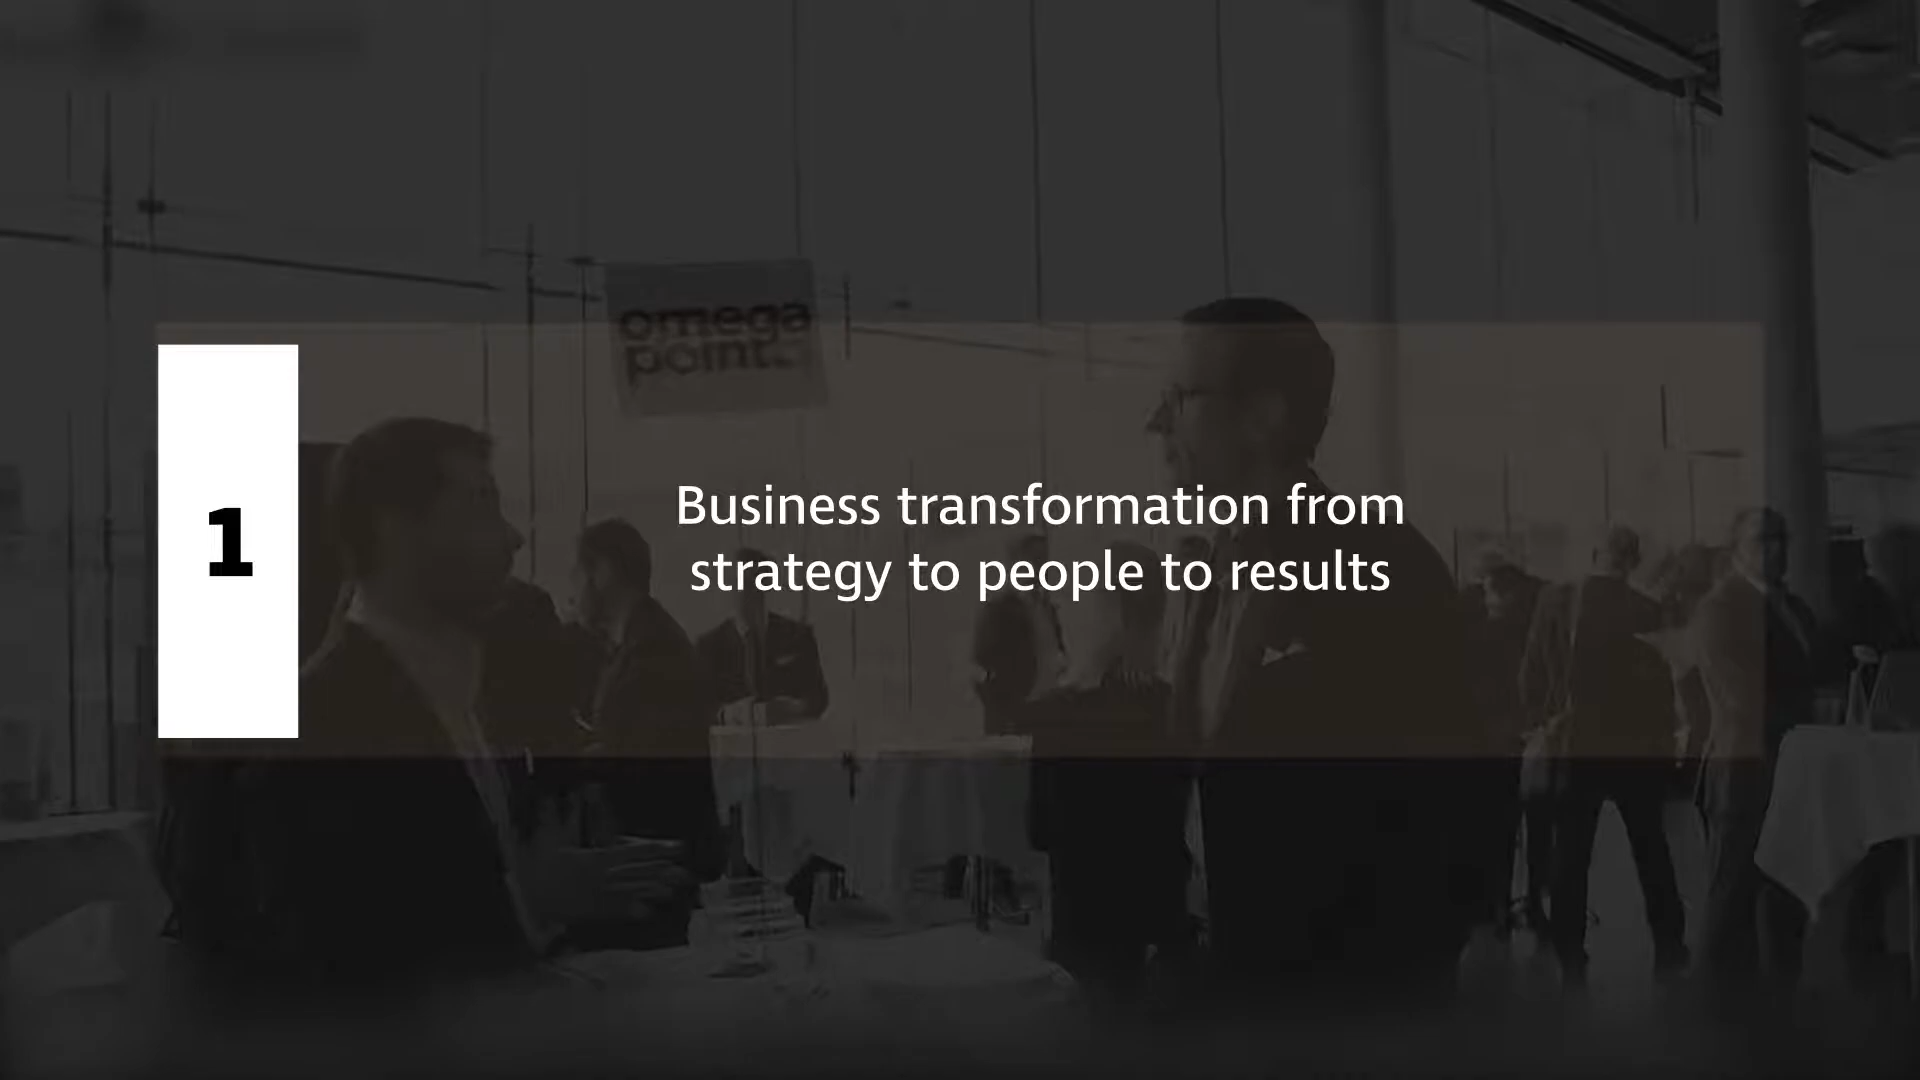 omega
point.
1
Business transformation from
strategy to people to results